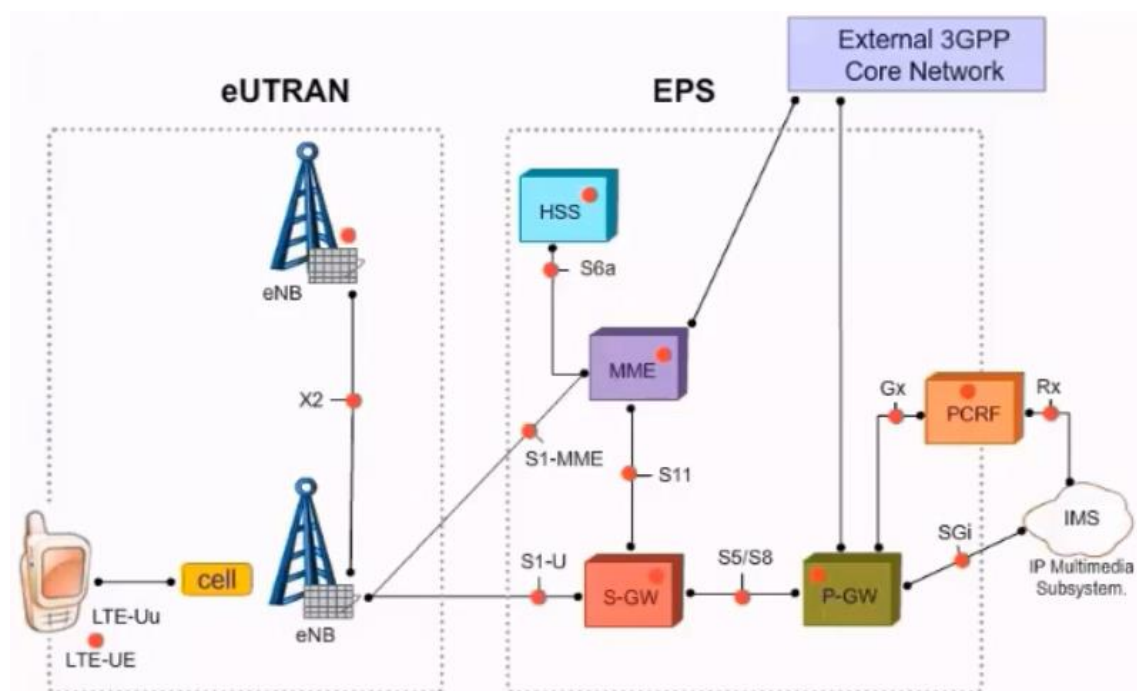 External 3GPP
Core Network
eUTRAN
EPS
HSS
S6a
eNB
MME
X2
Gx
PCRF
Rx
S1-MME
S11
IMS
SGi
IP Multimedia
Subsystem.
S1-U
S5/S8
cell
S-GW
P-GW
LTE-Uu
eNB
LTE-UE